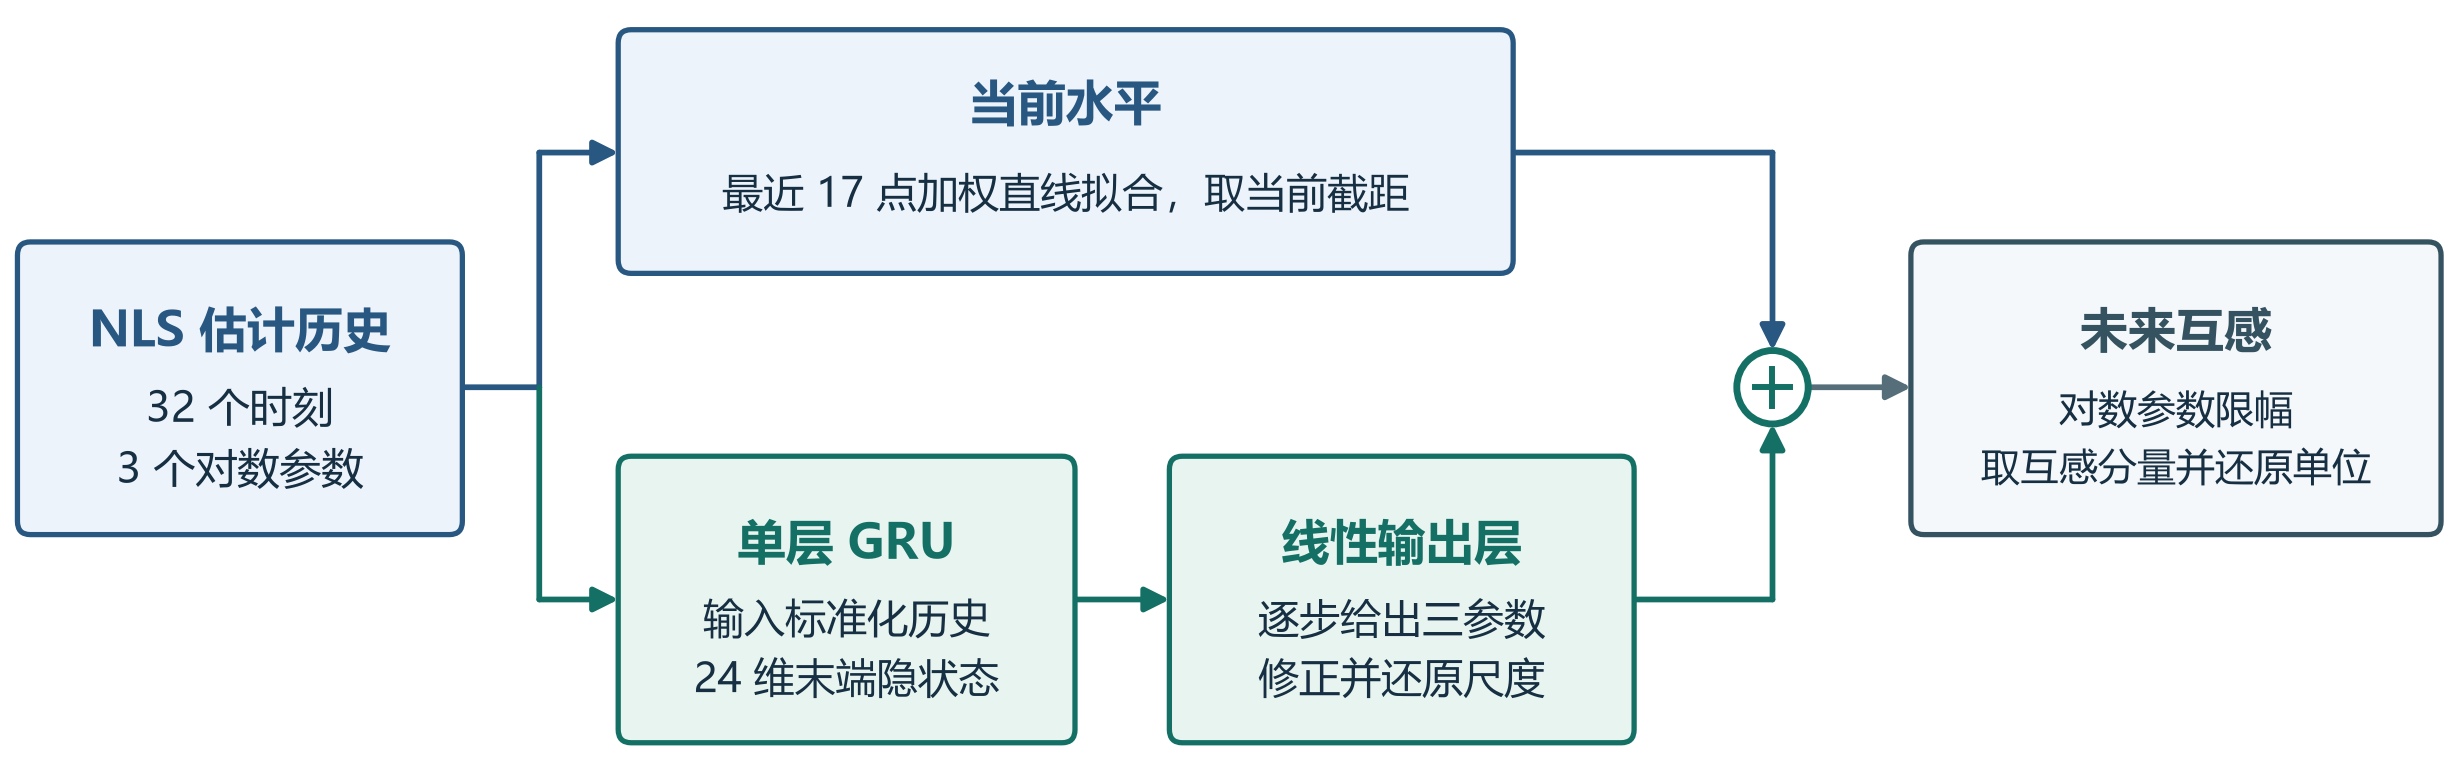 当前水平
最近 17 点加权直线拟合，取当前截距
NLS 估计历史
32 个时刻
3 个对数参数
单层 GRU
输入标准化历史
24 维末端隐状态
线性输出层
逐步给出三参数
修正并还原尺度
+
未来互感
对数参数限幅
取互感分量并还原单位